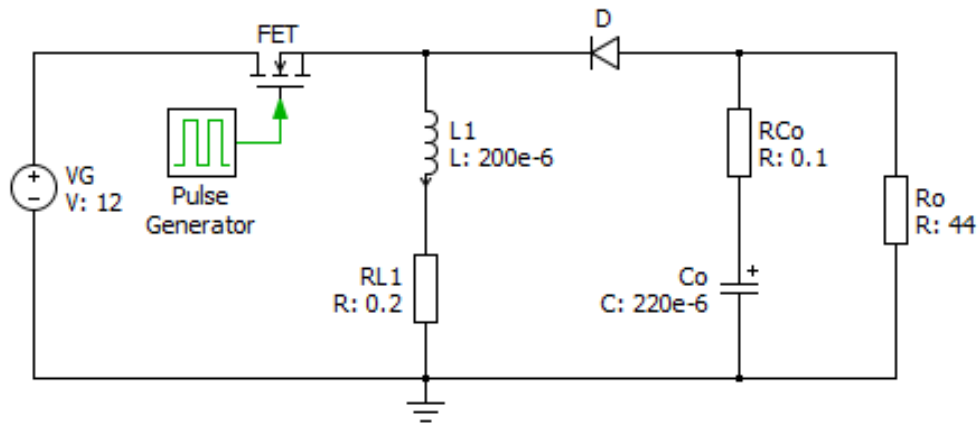 FET
D
VG
V: 12
Pulse
Generator
L1
L: 200e-6
RL1
R: 0.2
RCo
R: 0.1
Co
C: 220e-6
Ro
R: 44